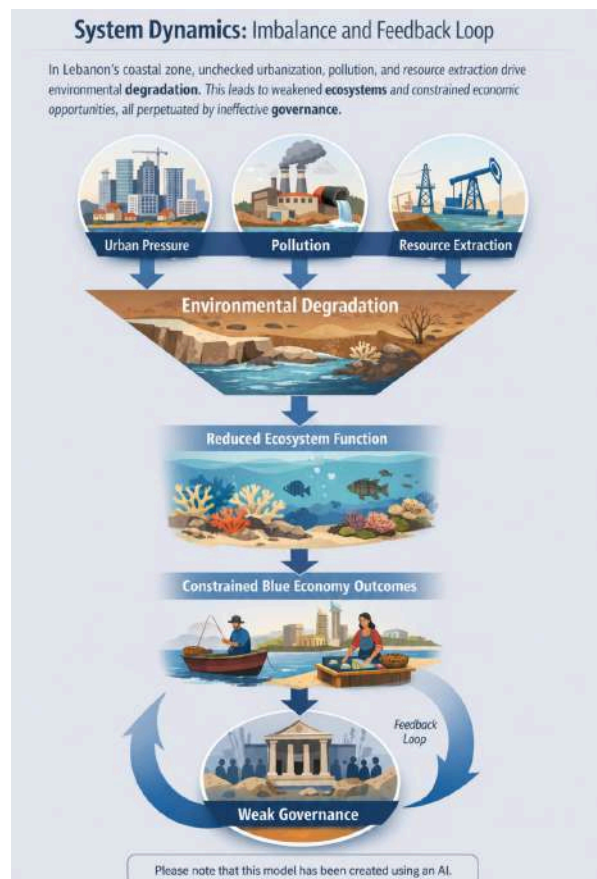 System Dynamics: Imbalance and Feedback Loop
In Lebanon's coastal zone, unchecked urbanization, pollution, and resource extraction drive
environmental degradation. This leads to weakened ecosystems and constrained economic
opportunities, all perpetuated by ineffective governance.
Urban Pressure
Pollution
Resource Extraction
Environmental Degradation
Reduced Ecosystem Function
Constrained Blue Economy Outcomes
Feedback
Loop
Weak Governance
Please note that this model has been created using an AI.